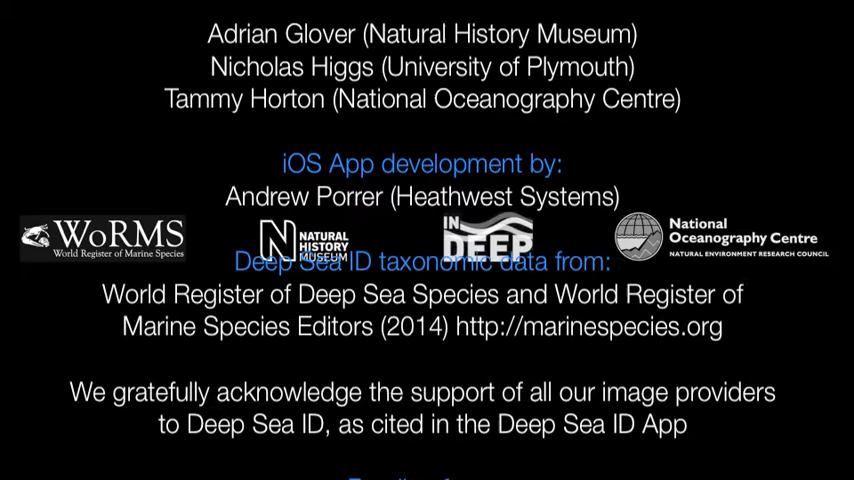 Adrian Glover (Natural History Museum)
Nicholas Higgs (University of Plymouth)
Tammy Horton (National Oceanography Centre)
iOS App development by:
Andrew Porrer (Heathwest Systems)
WoRMS
World Register of Marine Species
N NATURAL
HISTORY
MUSEUM
IN
DEEP
National
Oceanography Centre
NATURAL ENVIRONMENT RESEARCH COUNCIL
Deep Sea ID taxonomic data from:
World Register of Deep Sea Species and World Register of
Marine Species Editors (2014) http://marinespecies.org
We gratefully acknowledge the support of all our image providers
to Deep Sea ID, as cited in the Deep Sea ID App